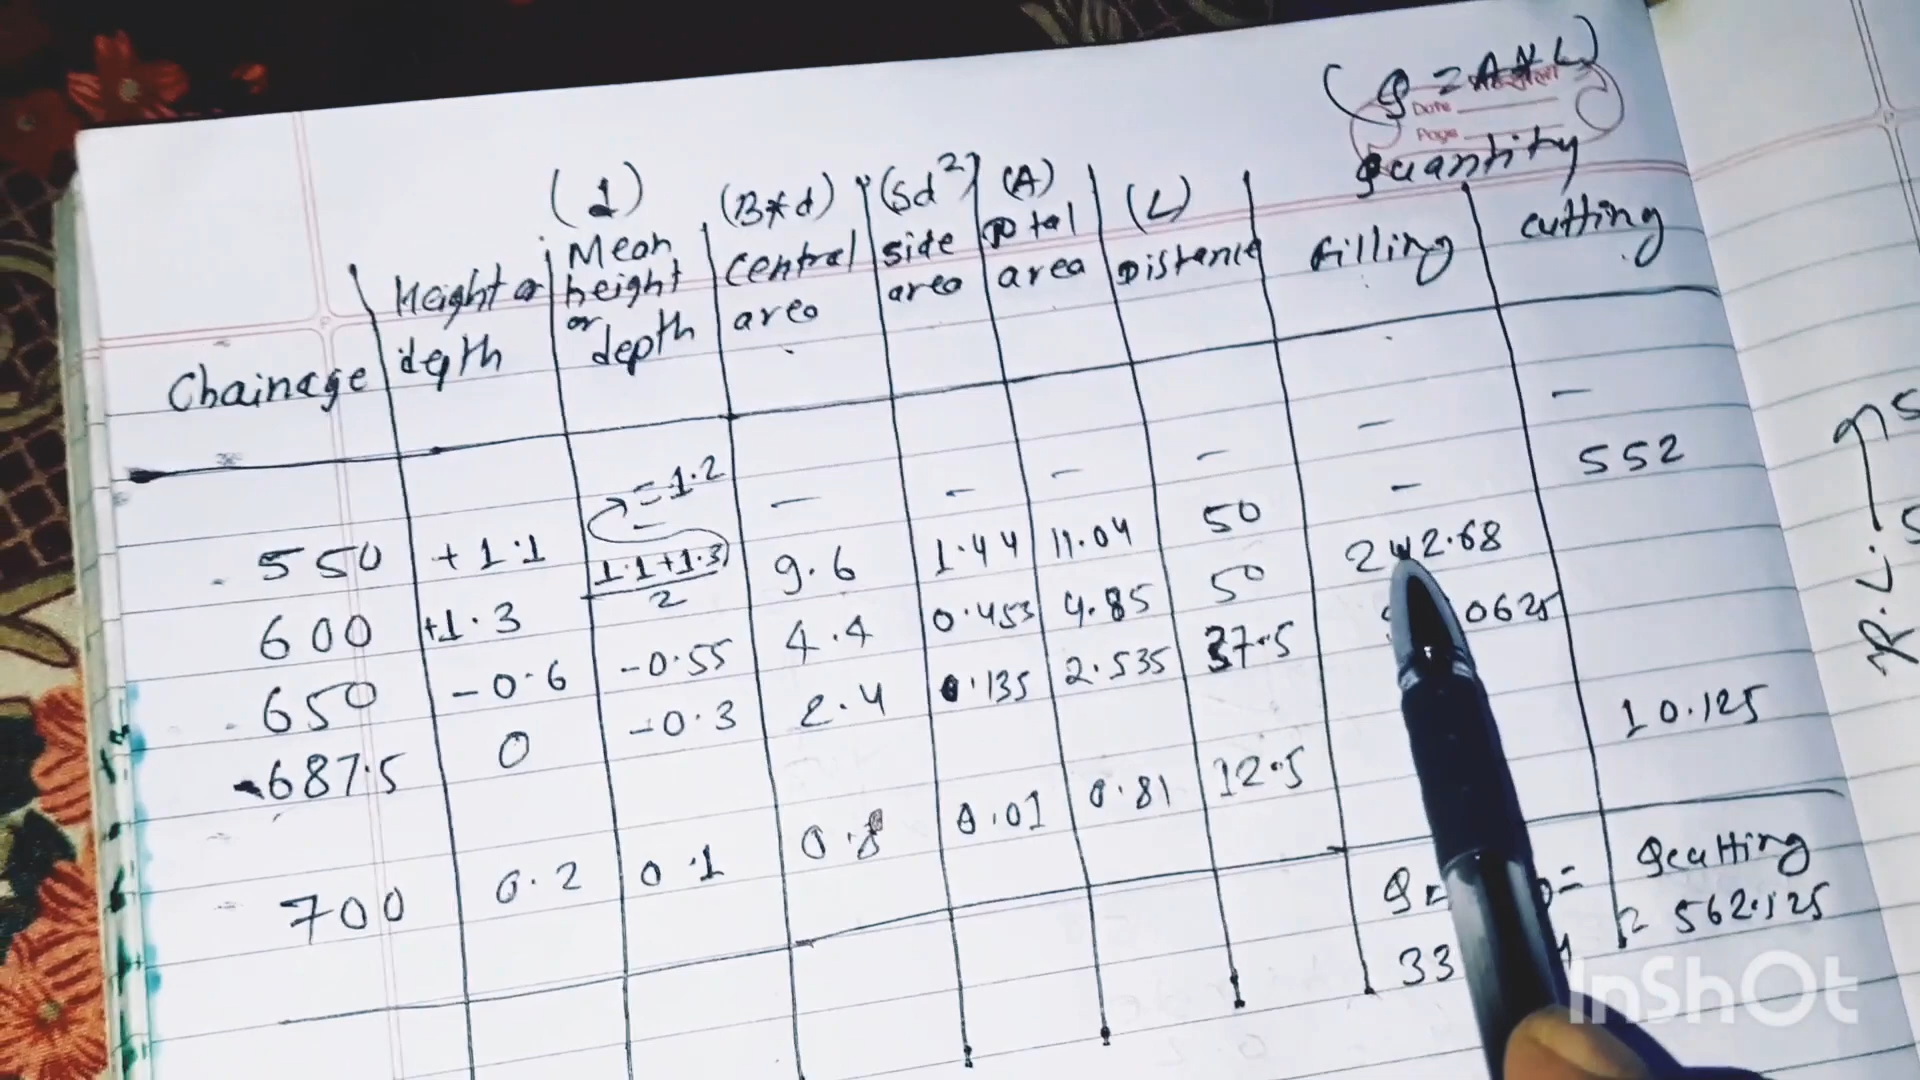 Date
Page
quantity
(1) (B*d) (Sd²) (A) (L)
Mean
height
or
depth
Central
area
side
area
total
area
Distance
filling
cutting
Chainage
Height or
depth
= 1.2 - - - - - -
550 +1.1 1.1+1.3 9.6 1.44 11.04 50 - 552
2
600 +1.3 -0.55 4.4 0.453 4.85 50 242.68
650 -0.6 -0.3 2.4 0.135 2.535 37.5 0625
687.5 0
0.8 0.01 0.81 12.5 10.125
700 0.2 0.1
Qcutting
= 562.125
33
R.L.
InShOt